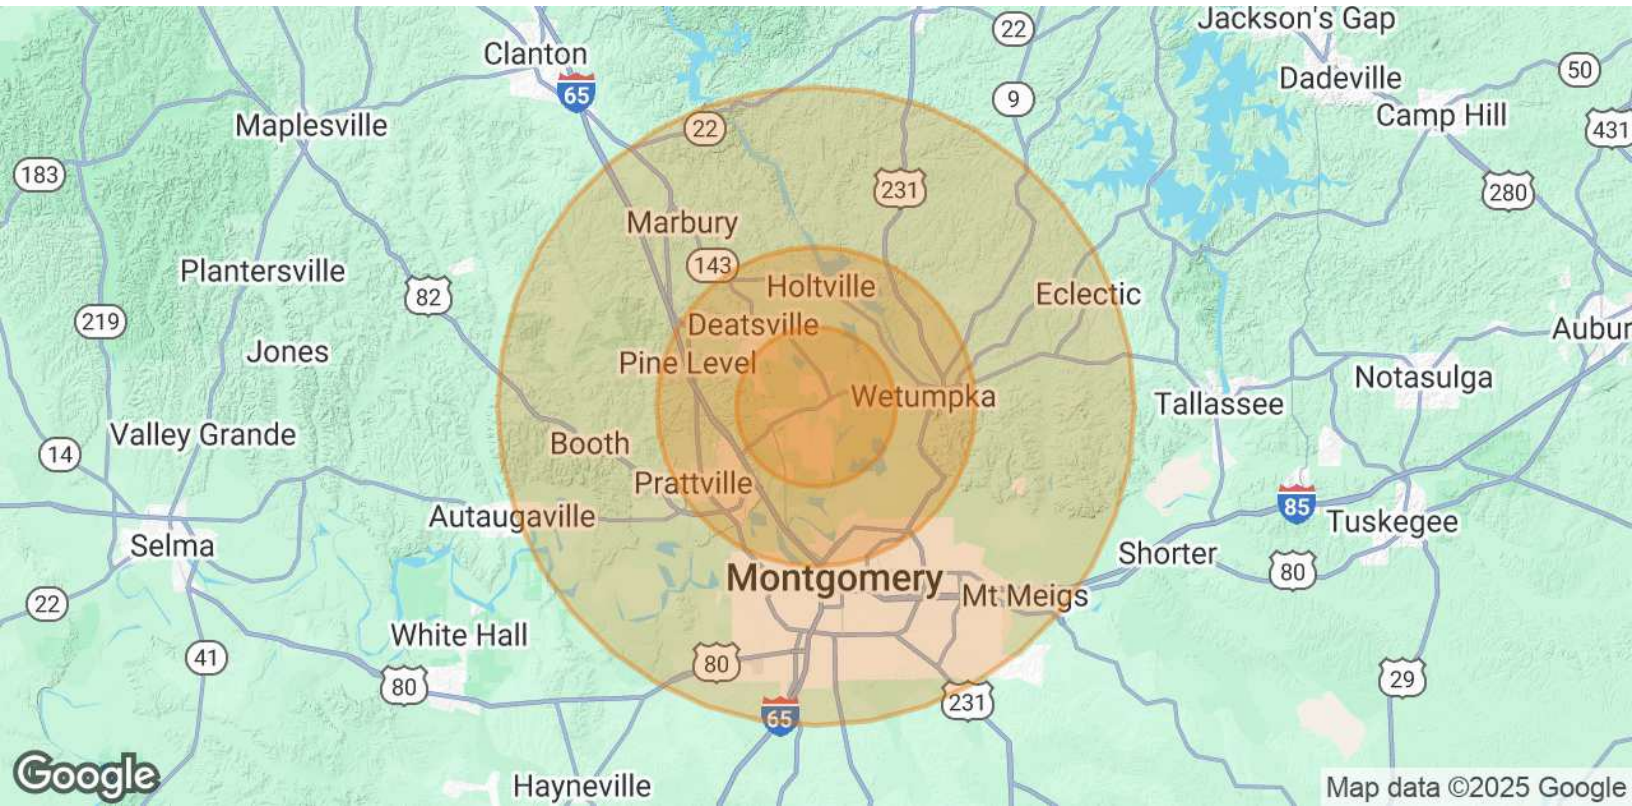 Jackson's Gap
22
Clanton
Dadeville
50
65
9
Camp Hill
Maplesville
22
431
183
231
280
Marbury
143
Plantersville
Holtville
Eclectic
82
219
Deatsville
Aubur
Jones
Pine Level
Notasulga
Wetumpka
Tallassee
Valley Grande
Booth
14
Prattville
85
Autaugaville
Tuskegee
Selma
Shorter
80
Montgomery
Mt Meigs
22
White Hall
41
80
80
29
231
65
Google
Hayneville
Map data ©2025 Google